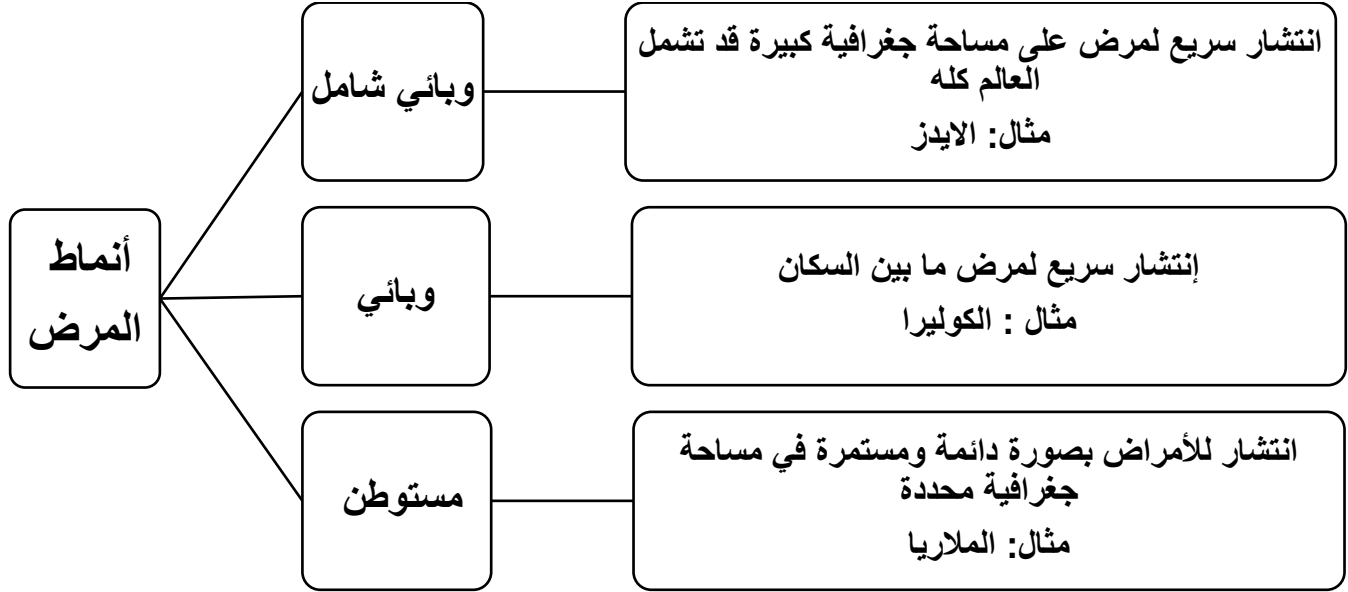 أنماط
المرض
وبائي شامل
انتشار سريع لمرض على مساحة جغرافية كبيرة قد تشمل
العالم كله
مثال: الايدز
وبائي
إنتشار سريع لمرض ما بين السكان
مثال : الكوليرا
مستوطن
انتشار للأمراض بصورة دائمة ومستمرة في مساحة
جغرافية محددة
مثال: الملاريا